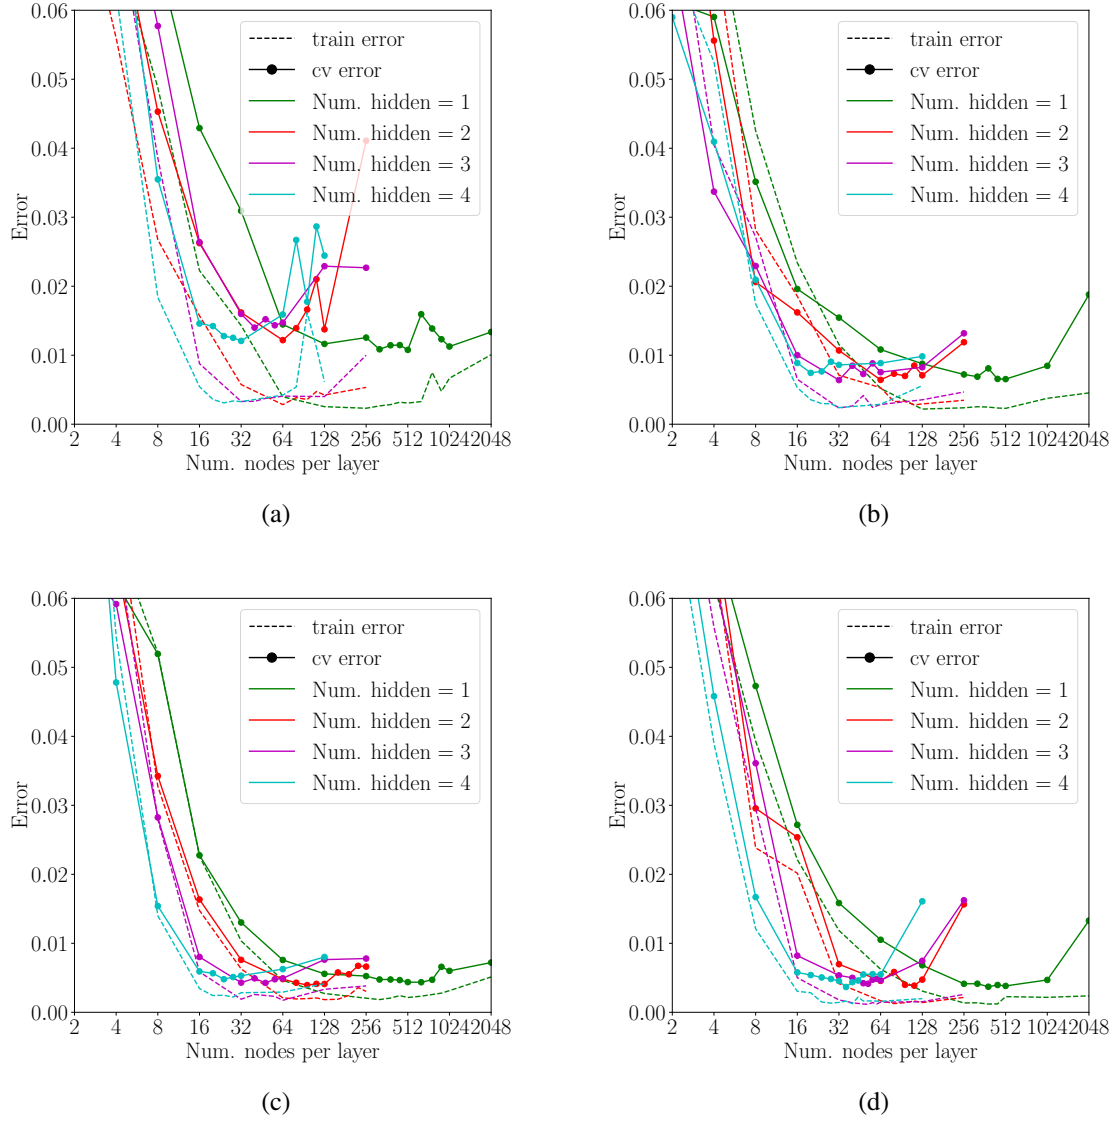 0.06
0.05
0.04
0.03
0.02
0.01
0.00
Error
2 4 8 16 32 64 128 256 512 1024 2048
Num. nodes per layer
train error
cv error
Num. hidden = 1
Num. hidden = 2
Num. hidden = 3
Num. hidden = 4
(a)
0.06
0.05
0.04
0.03
0.02
0.01
0.00
Error
2 4 8 16 32 64 128 256 512 1024 2048
Num. nodes per layer
train error
cv error
Num. hidden = 1
Num. hidden = 2
Num. hidden = 3
Num. hidden = 4
(b)
0.06
0.05
0.04
0.03
0.02
0.01
0.00
Error
2 4 8 16 32 64 128 256 512 1024 2048
Num. nodes per layer
train error
cv error
Num. hidden = 1
Num. hidden = 2
Num. hidden = 3
Num. hidden = 4
(c)
0.06
0.05
0.04
0.03
0.02
0.01
0.00
Error
2 4 8 16 32 64 128 256 512 1024 2048
Num. nodes per layer
train error
cv error
Num. hidden = 1
Num. hidden = 2
Num. hidden = 3
Num. hidden = 4
(d)